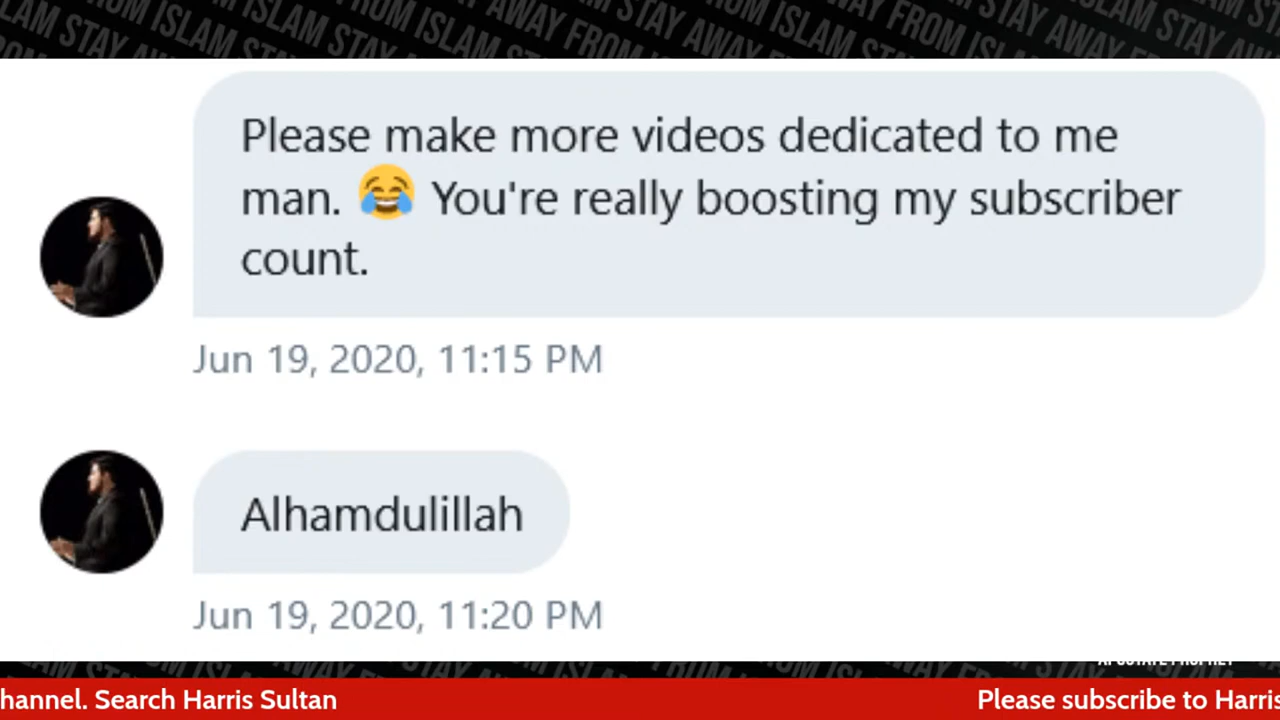 Please make more videos dedicated to me
man. 😂 You're really boosting my subscriber
count.
Jun 19, 2020, 11:15 PM
Alhamdulillah
Jun 19, 2020, 11:20 PM
hannel. Search Harris Sultan
Please subscribe to Harris